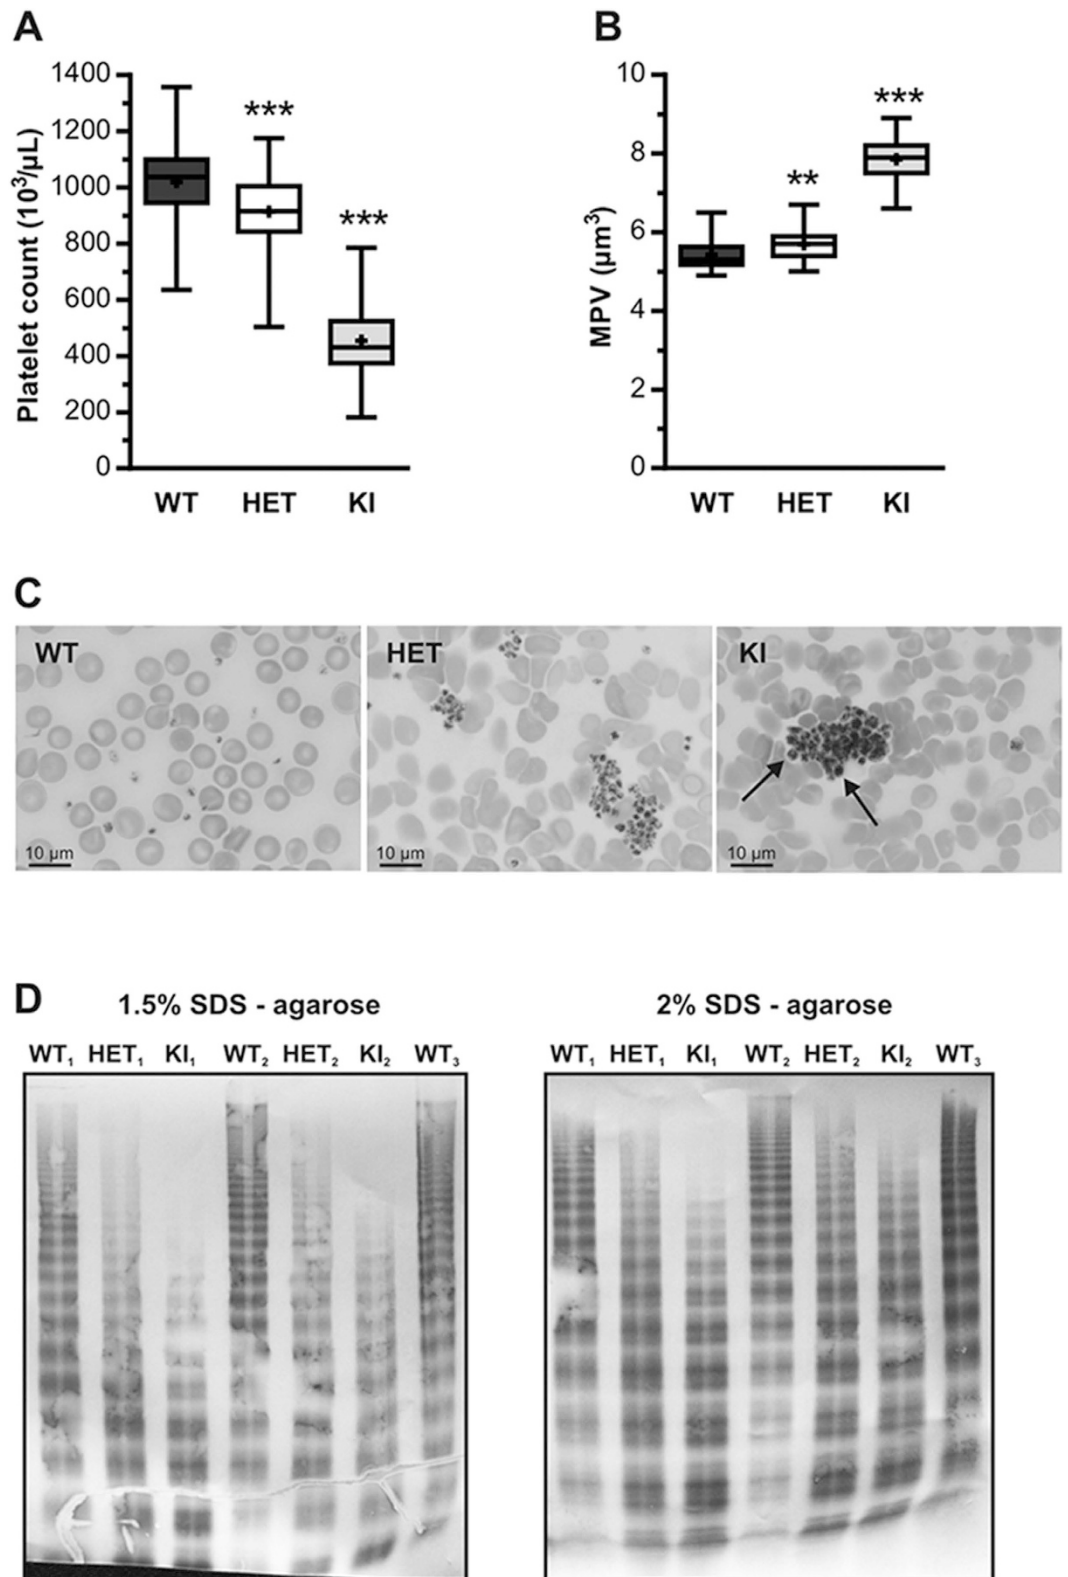 A
Platelet count (10³/µL)
1400
1200
1000
800
600
400
200
0
***
***
WT HET KI
B
MPV (µm³)
10
8
6
4
2
0
**
***
WT HET KI
C
WT HET KI
10 µm 10 µm 10 µm
D
1.5% SDS - agarose
WT₁ HET₁ KI₁ WT₂ HET₂ KI₂ WT₃
2% SDS - agarose
WT₁ HET₁ KI₁ WT₂ HET₂ KI₂ WT₃